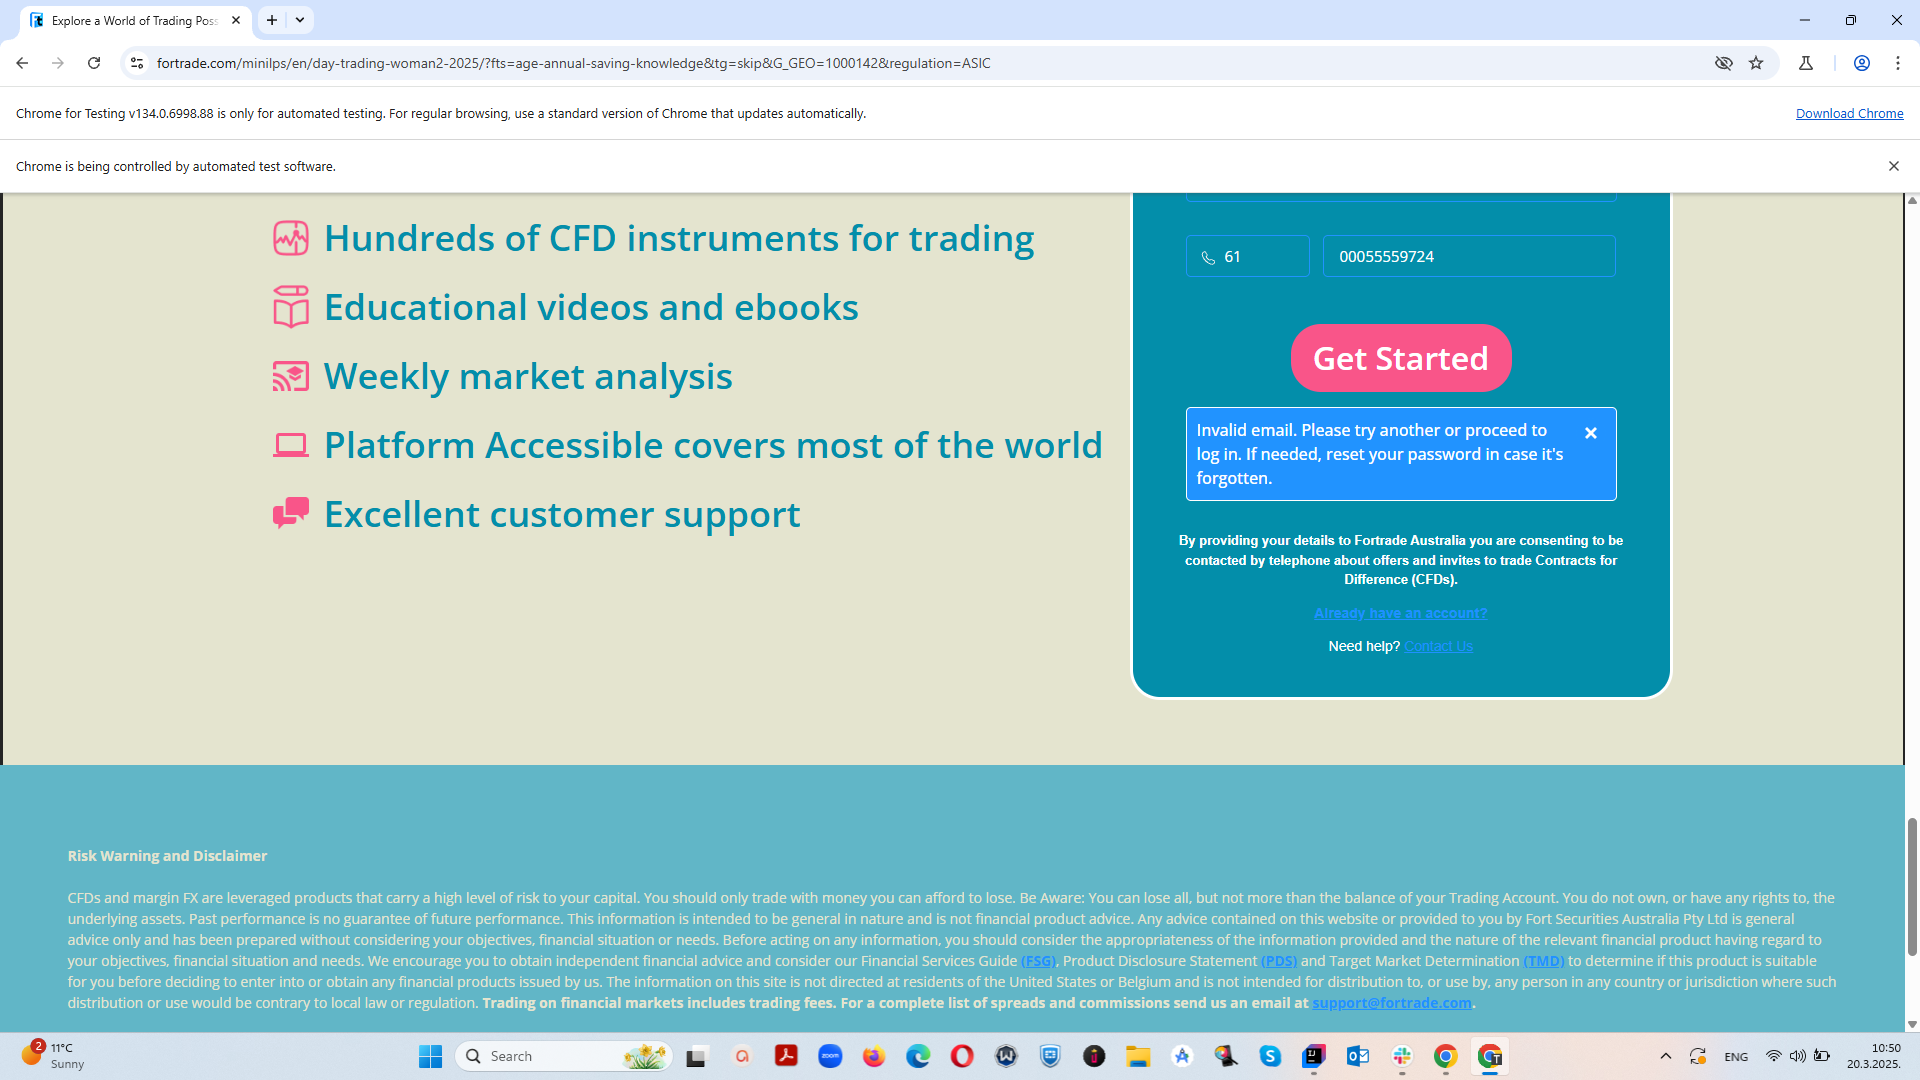 Explore a World of Trading Poss
fortrade.com/minilps/en/day-trading-woman2-2025/?fts=age-annual-saving-knowledge&tg=skip&G_GEO=1000142&regulation=ASIC
Chrome for Testing v134.0.6998.88 is only for automated testing. For regular browsing, use a standard version of Chrome that updates automatically.
Download Chrome
Chrome is being controlled by automated test software.
Hundreds of CFD instruments for trading
Educational videos and ebooks
Weekly market analysis
Platform Accessible covers most of the world
Excellent customer support
61
00055559724
Get Started
Invalid email. Please try another or proceed to
log in. If needed, reset your password in case it's
forgotten.
By providing your details to Fortrade Australia you are consenting to be
contacted by telephone about offers and invites to trade Contracts for
Difference (CFDs).
Already have an account?
Need help? Contact Us
Risk Warning and Disclaimer
CFDs and margin FX are leveraged products that carry a high level of risk to your capital. You should only trade with money you can afford to lose. Be Aware: You can lose all, but not more than the balance of your Trading Account. You do not own, or have any rights to, the
underlying assets. Past performance is no guarantee of future performance. This information is intended to be general in nature and is not financial product advice. Any advice contained on this website or provided to you by Fort Securities Australia Pty Ltd is general
advice only and has been prepared without considering your objectives, financial situation or needs. Before acting on any information, you should consider the appropriateness of the information provided and the nature of the relevant financial product having regard to
your objectives, financial situation and needs. We encourage you to obtain independent financial advice and consider our Financial Services Guide (FSG), Product Disclosure Statement (PDS) and Target Market Determination (TMD) to determine if this product is suitable
for you before deciding to enter into or obtain any financial products issued by us. The information on this site is not directed at residents of the United States or Belgium and is not intended for distribution to, or use by, any person in any country or jurisdiction where such
distribution or use would be contrary to local law or regulation. Trading on financial markets includes trading fees. For a complete list of spreads and commissions send us an email at support@fortrade.com.
2
11°C
Sunny
Search
zoom
ENG
10:50
20.3.2025.